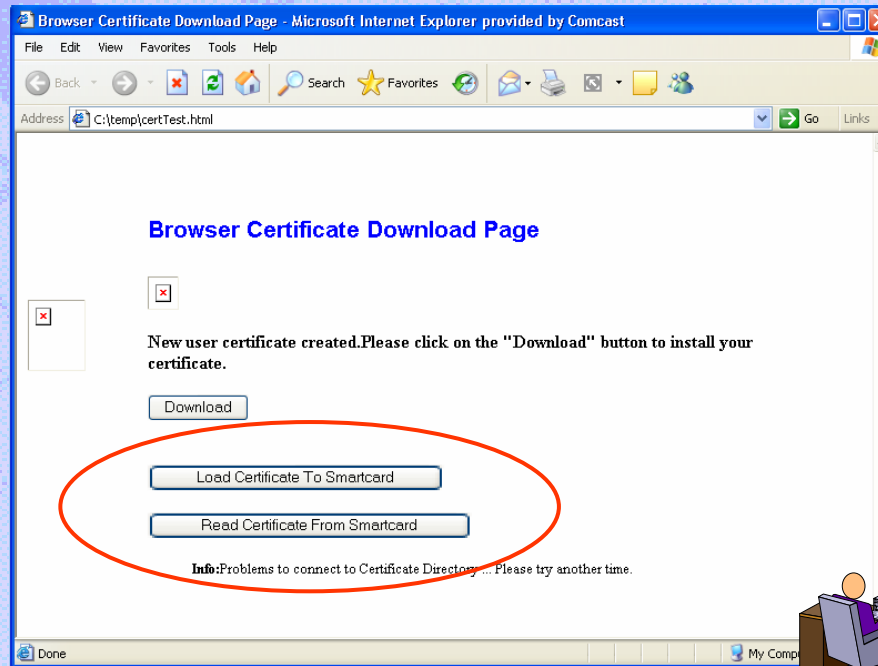 Browser Certificate Download Page - Microsoft Internet Explorer provided by Comcast
File Edit View Favorites Tools Help
Back Search Favorites
Address C:\temp\certTest.html Go Links
Browser Certificate Download Page
New user certificate created.Please click on the "Download" button to install your
certificate.
Download
Load Certificate To Smartcard
Read Certificate From Smartcard
Info:Problems to connect to Certificate Directory ... Please try another time.
Done My